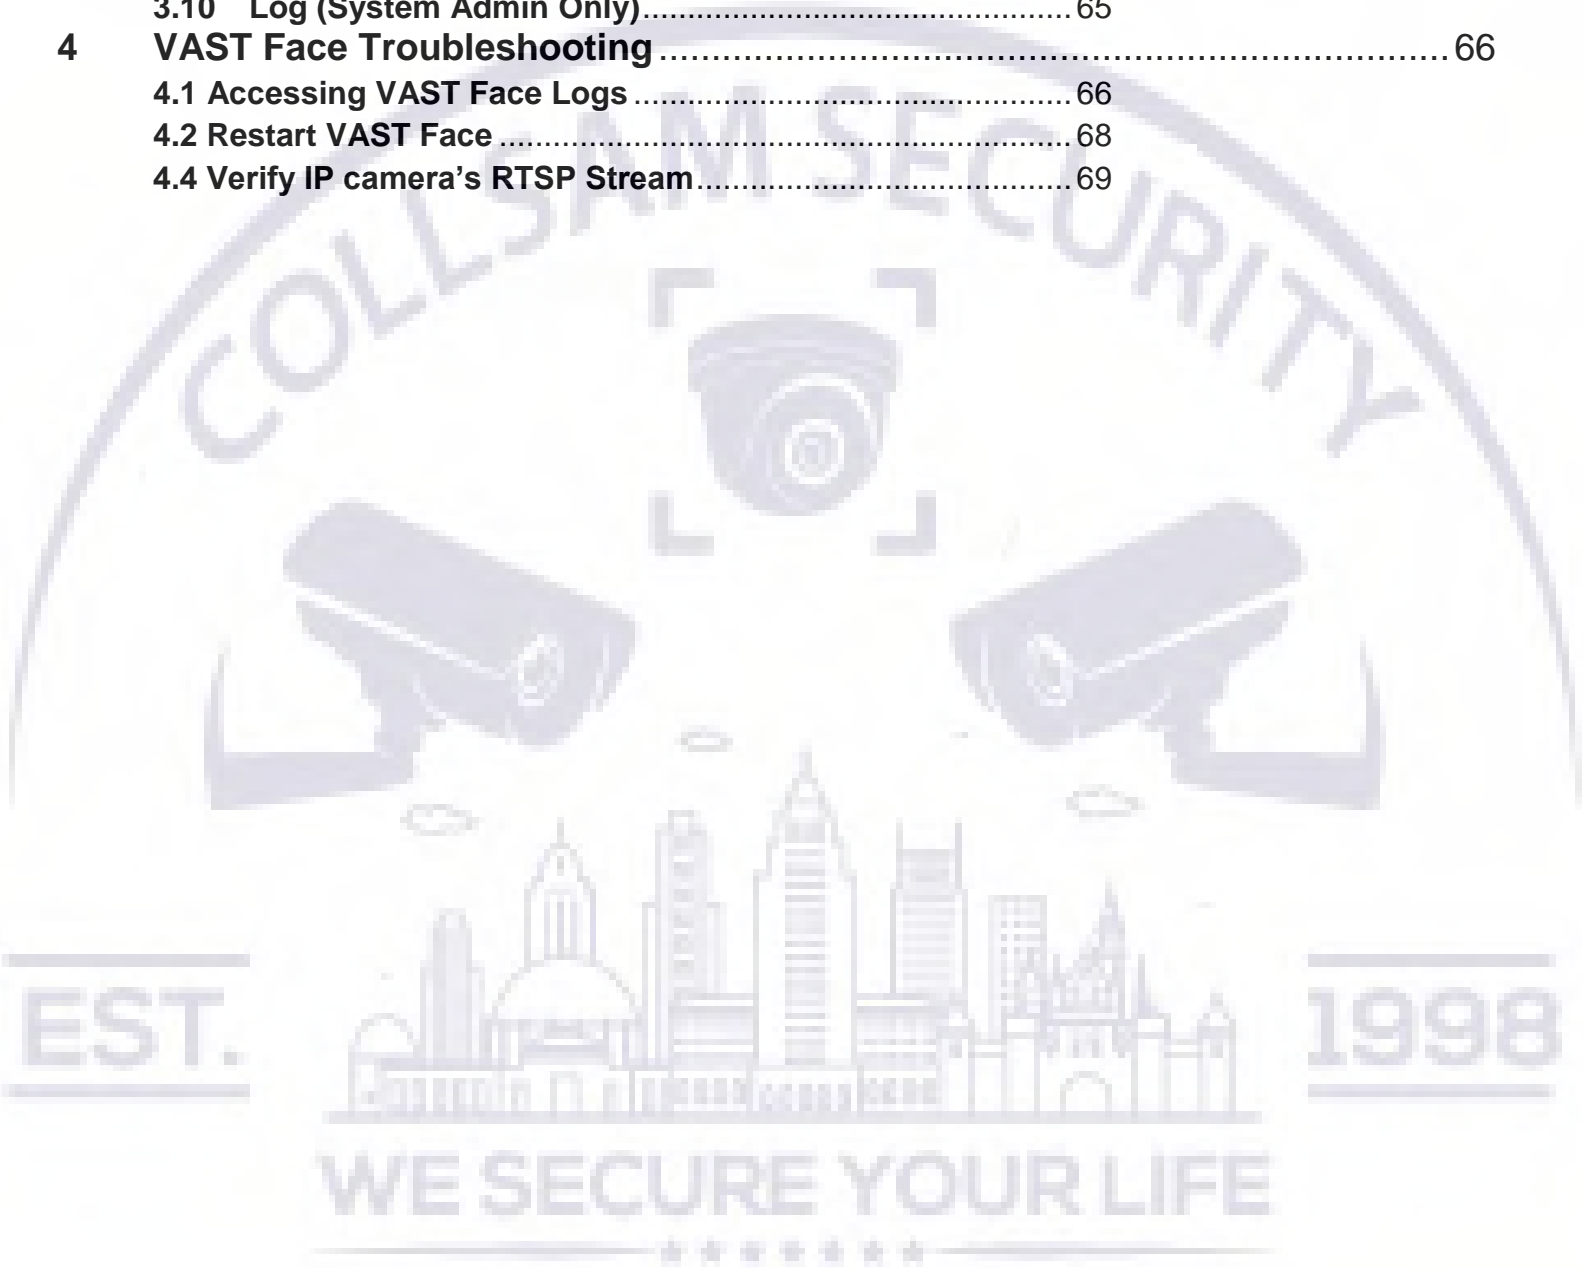 3.10 Log (System Admin Only)................................................65
4 VAST Face Troubleshooting..........................................................................66
4.1 Accessing VAST Face Logs.....................................................66
4.2 Restart VAST Face.....................................................................68
4.4 Verify IP camera’s RTSP Stream..............................................69
COLLSAM SECURITY
EST.
1998
WE SECURE YOUR LIFE